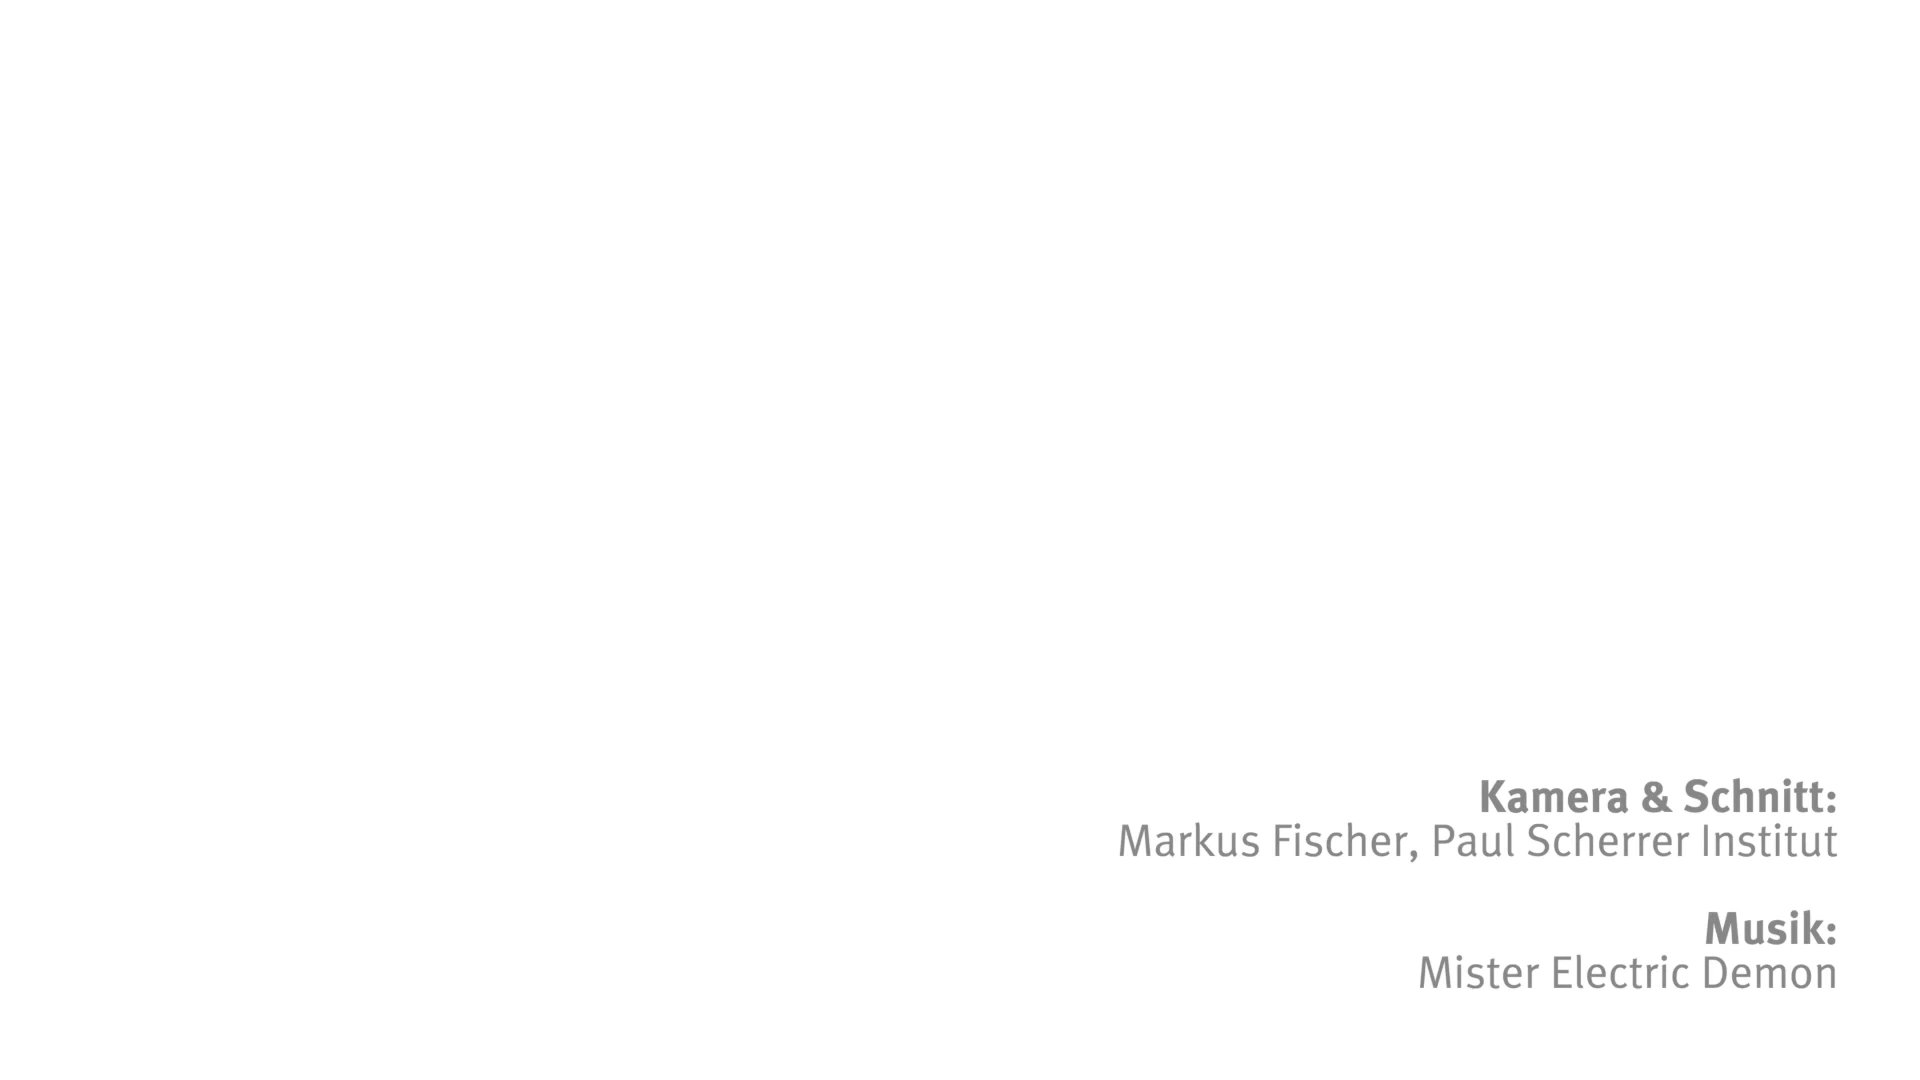 Kamera & Schnitt:
Markus Fischer, Paul Scherrer Institut
Musik:
Mister Electric Demon